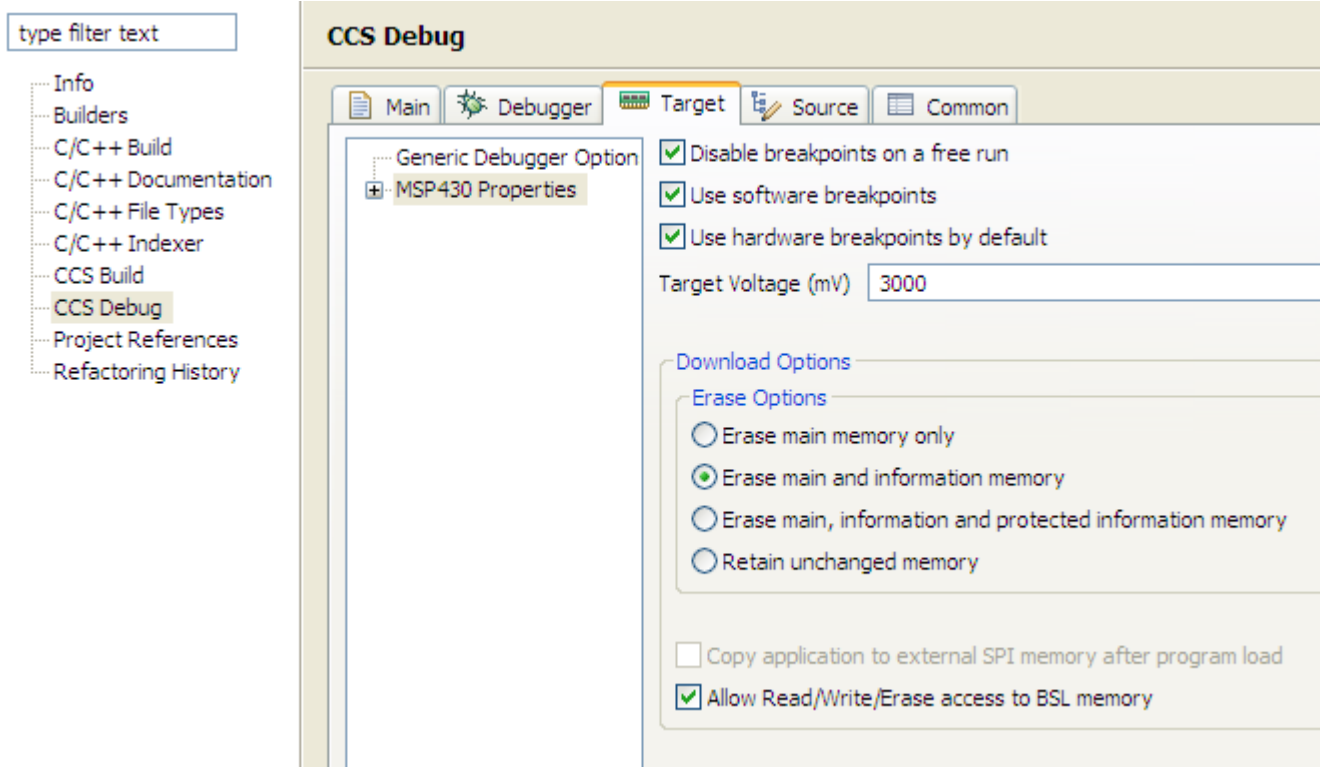 type filter text
Info
Builders
C/C++ Build
C/C++ Documentation
C/C++ File Types
C/C++ Indexer
CCS Build
CCS Debug
Project References
Refactoring History
CCS Debug
Main Debugger Target Source Common
Generic Debugger Option
MSP430 Properties
Disable breakpoints on a free run
Use software breakpoints
Use hardware breakpoints by default
Target Voltage (mV) 3000
Download Options
Erase Options
Erase main memory only
Erase main and information memory
Erase main, information and protected information memory
Retain unchanged memory
Copy application to external SPI memory after program load
Allow Read/Write/Erase access to BSL memory